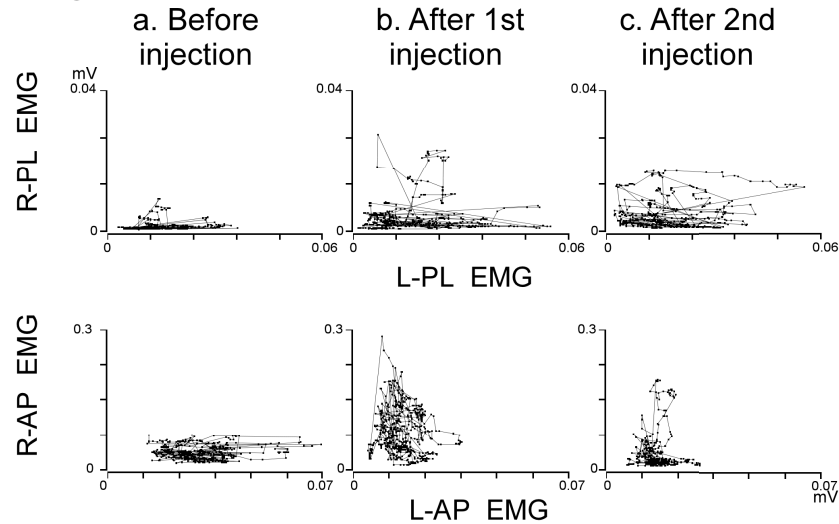 a. Before injection
b. After 1st injection
c. After 2nd injection
mV
R-PL EMG
0.04
0
0
0.06
0.04
0
0
0.06
0.04
0
0
0.06
L-PL EMG
R-AP EMG
0.3
0
0
0.07
0.3
0
0
0.07
0.3
0
0
0.07
mV
L-AP EMG